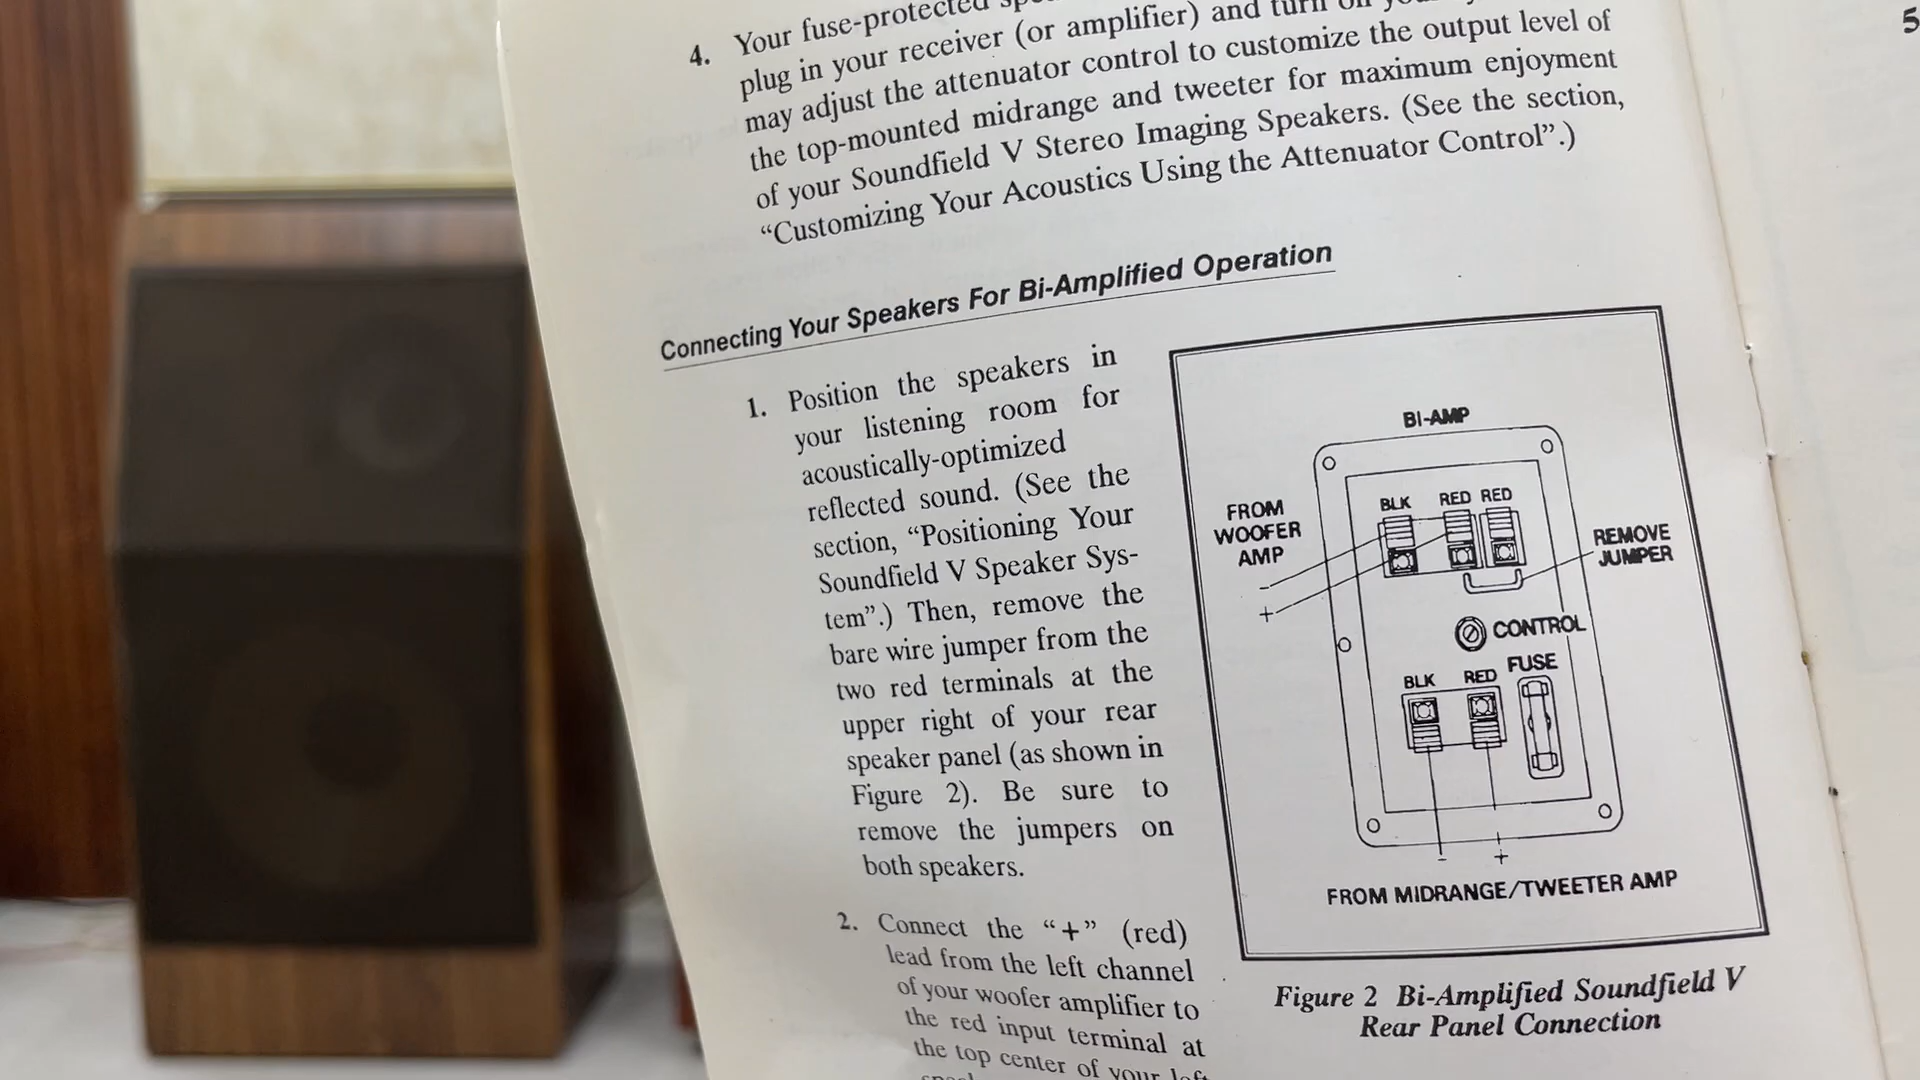 4. Your fuse-protected
plug in your receiver (or amplifier) and turn on
may adjust the attenuator control to customize the output level of
the top-mounted midrange and tweeter for maximum enjoyment
of your Soundfield V Stereo Imaging Speakers. (See the section,
“Customizing Your Acoustics Using the Attenuator Control”.)
Connecting Your Speakers For Bi-Amplified Operation
1. Position the speakers in
your listening room for
acoustically-optimized
reflected sound. (See the
section, “Positioning Your
Soundfield V Speaker Sys-
tem”.) Then, remove the
bare wire jumper from the
two red terminals at the
upper right of your rear
speaker panel (as shown in
Figure 2). Be sure to
remove the jumpers on
both speakers.
2. Connect the “+” (red)
lead from the left channel
of your woofer amplifier to
the red input terminal at
the top center of your left
BI-AMP
BLK RED RED
FROM
WOOFER
AMP
-
+
REMOVE
JUMPER
CONTROL
FUSE
BLK RED
- +
FROM MIDRANGE/TWEETER AMP
Figure 2 Bi-Amplified Soundfield V
Rear Panel Connection
5